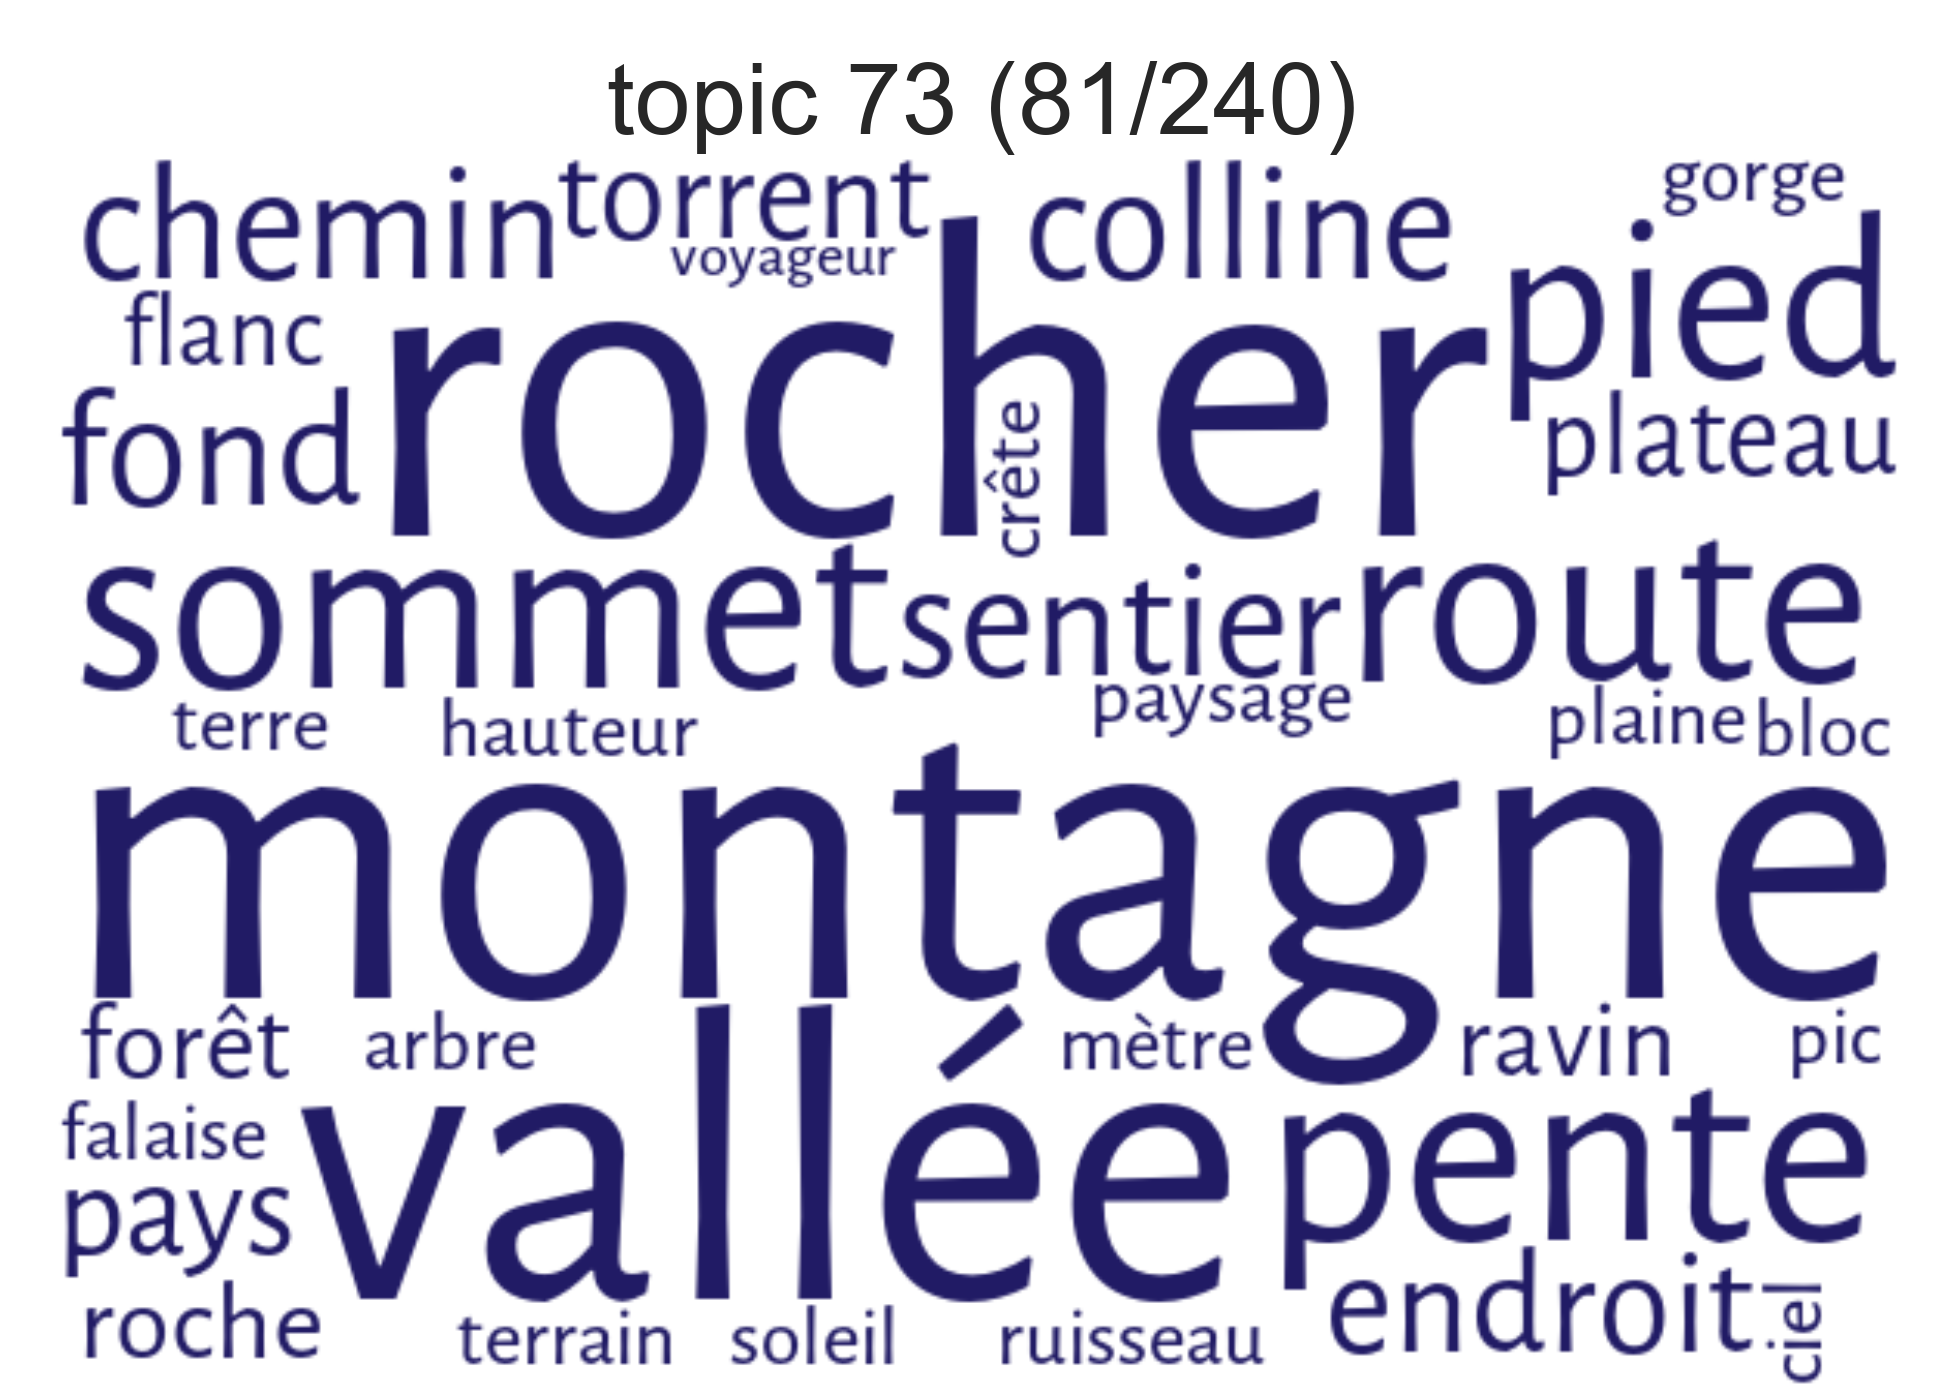 topic 73 (81/240)
chemin torrent colline gorge
voyageur
flanc rocher pied
fond crête plateau
sommet sentier route
terre hauteur paysage plaine bloc
montagne
forêt arbre mètre ravin pic
falaise vallée pente
pays
roche terrain soleil ruisseau endroit ciel